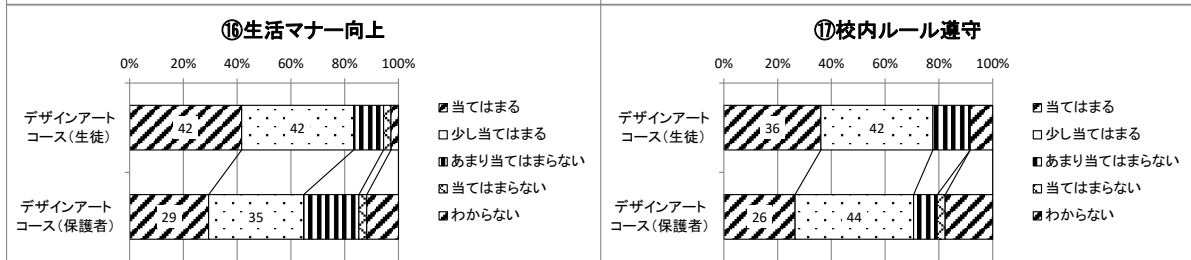 ⑯生活マナー向上
0% 20% 40% 60% 80% 100%
デザインアート
コース(生徒)
42 42
デザインアート
コース(保護者)
29 35
当てはまる
少し当てはまる
あまり当てはまらない
当てはまらない
わからない
⑰校内ルール遵守
0% 20% 40% 60% 80% 100%
デザインアート
コース(生徒)
36 42
デザインアート
コース(保護者)
26 44
当てはまる
少し当てはまる
あまり当てはまらない
当てはまらない
わからない